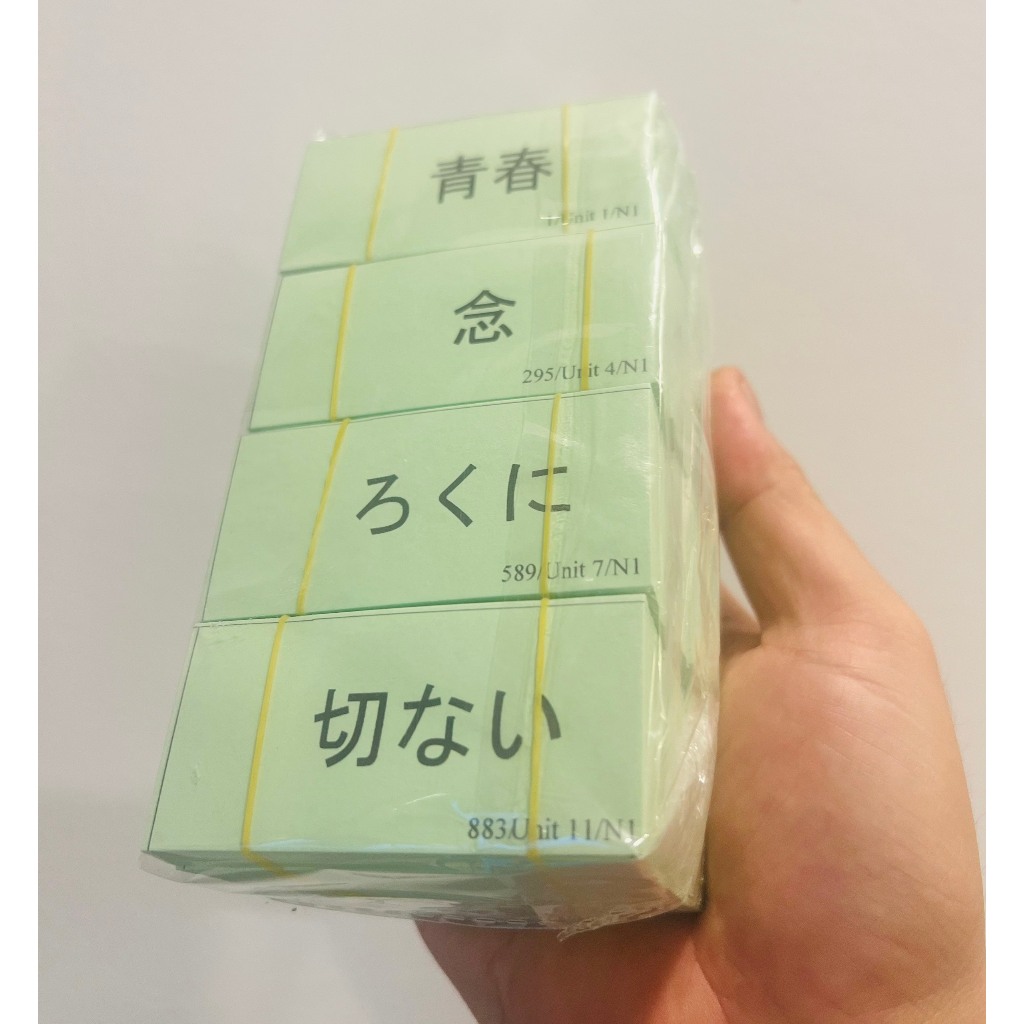 青春
1/Unit 1/N1
念
295/Unit 4/N1
ろくに
589/Unit 7/N1
切ない
883/Unit 11/N1